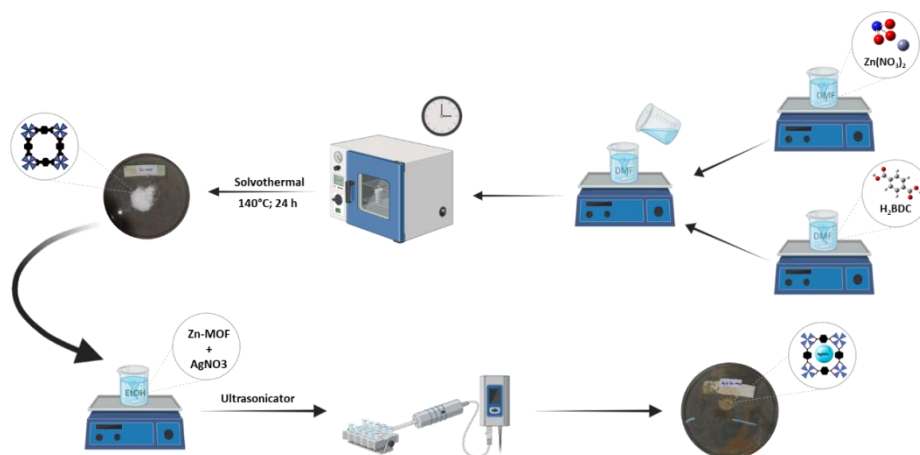 Zn(NO₃)₂
DMF
H₂BDC
DMF
DMF
Solvothermal
140°C; 24 h
Zn-MOF
+
AgNO3
EtOH
Ultrasonicator